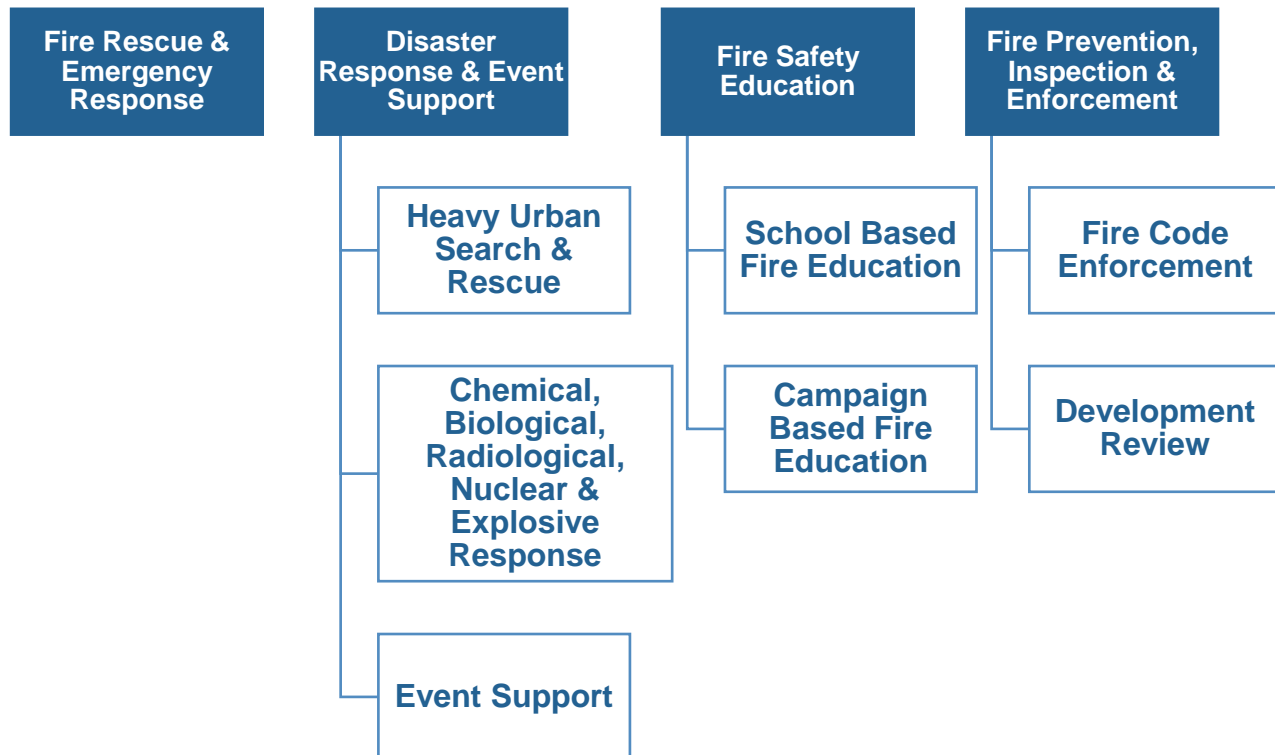 Fire Rescue &
Emergency
Response
Disaster
Response & Event
Support
Heavy Urban
Search &
Rescue
Chemical,
Biological,
Radiological,
Nuclear &
Explosive
Response
Event Support
Fire Safety
Education
School Based
Fire Education
Campaign
Based Fire
Education
Fire Prevention,
Inspection &
Enforcement
Fire Code
Enforcement
Development
Review